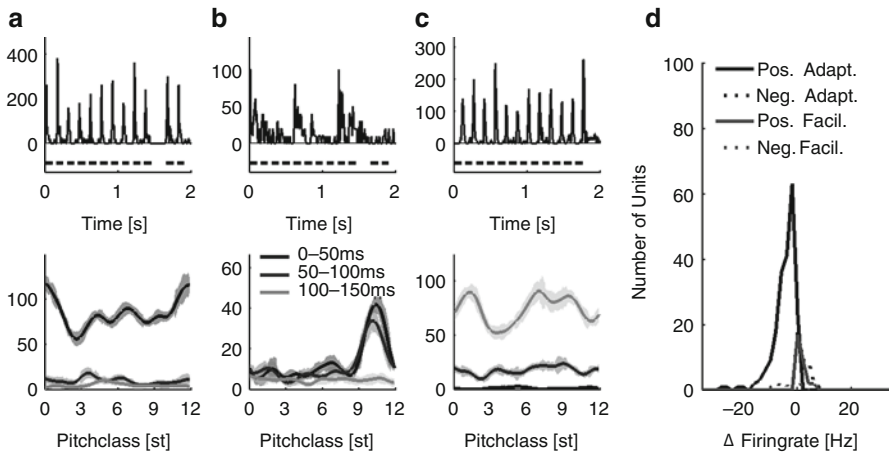 a
b
c
d
400
200
0
0
1
2
Time [s]
100
50
0
0
1
2
Time [s]
300
200
100
0
0
1
2
Time [s]
100
50
0
0
3
6
9
12
Pitchclass [st]
0–50ms
50–100ms
100–150ms
60
40
20
0
0
3
6
9
12
Pitchclass [st]
100
50
0
0
3
6
9
12
Pitchclass [st]
Pos. Adapt.
Neg. Adapt.
Pos. Facil.
Neg. Facil.
Number of Units
100
80
60
40
20
0
−20
0
20
Δ Firingrate [Hz]